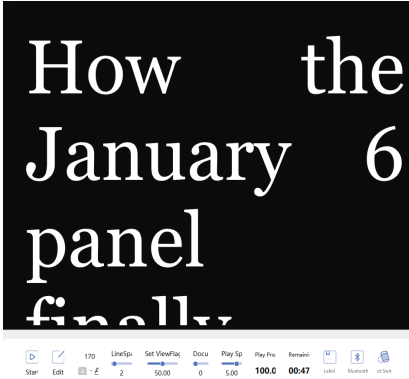 How the
January 6
panel
finally
170 LineSpa Set ViewFlag Docu Play Sp Play Pro Remaini
Start Edit 2 50.00 0 5.00 100.0 00:47 Label Bluetooth